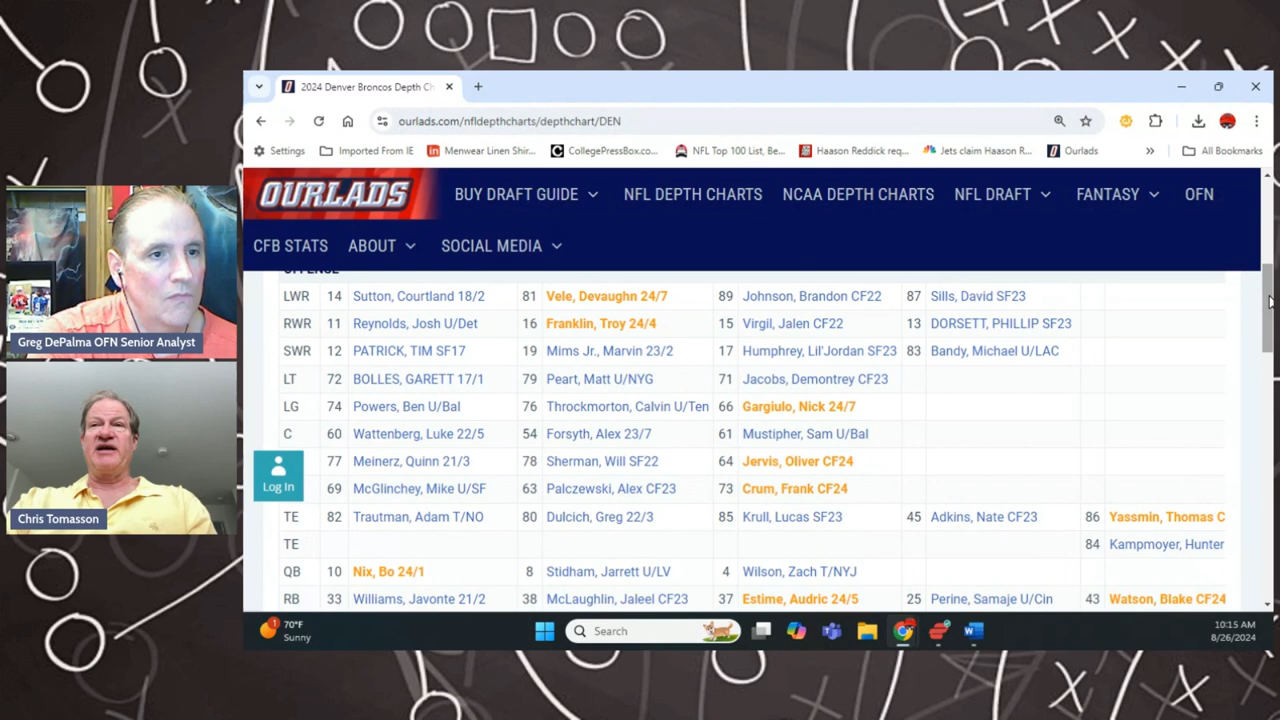 2024 Denver Broncos Depth Ch
ourlads.com/nfldepthcharts/depthchart/DEN
Settings Imported From IE Menwear Linen Shir... CollegePressBox.co... NFL Top 100 List, Be... Haason Reddick req... Jets claim Haason R... Ourlads » All Bookmarks
OURLADS BUY DRAFT GUIDE NFL DEPTH CHARTS NCAA DEPTH CHARTS NFL DRAFT FANTASY OFN
CFB STATS ABOUT SOCIAL MEDIA
OFFENSE
LWR 14 Sutton, Courtland 18/2 81 Vele, Devaughn 24/7 89 Johnson, Brandon CF22 87 Sills, David SF23
RWR 11 Reynolds, Josh U/Det 16 Franklin, Troy 24/4 15 Virgil, Jalen CF22 13 DORSETT, PHILLIP SF23
SWR 12 PATRICK, TIM SF17 19 Mims Jr., Marvin 23/2 17 Humphrey, Lil'Jordan SF23 83 Bandy, Michael U/LAC
LT 72 BOLLES, GARETT 17/1 79 Peart, Matt U/NYG 71 Jacobs, Demontrey CF23
LG 74 Powers, Ben U/Bal 76 Throckmorton, Calvin U/Ten 66 Gargiulo, Nick 24/7
C 60 Wattenberg, Luke 22/5 54 Forsyth, Alex 23/7 61 Mustipher, Sam U/Bal
77 Meinerz, Quinn 21/3 78 Sherman, Will SF22 64 Jervis, Oliver CF24
69 McGlinchey, Mike U/SF 63 Palczewski, Alex CF23 73 Crum, Frank CF24
Log In
TE 82 Trautman, Adam T/NO 80 Dulcich, Greg 22/3 85 Krull, Lucas SF23 45 Adkins, Nate CF23 86 Yassmin, Thomas C
TE 84 Kampmoyer, Hunter
QB 10 Nix, Bo 24/1 8 Stidham, Jarrett U/LV 4 Wilson, Zach T/NYJ
RB 33 Williams, Javonte 21/2 38 McLaughlin, Jaleel CF23 37 Estime, Audric 24/5 25 Perine, Samaje U/Cin 43 Watson, Blake CF24
Greg DePalma OFN Senior Analyst
Chris Tomasson
1
70°F
Sunny
Search
10:15 AM
8/26/2024